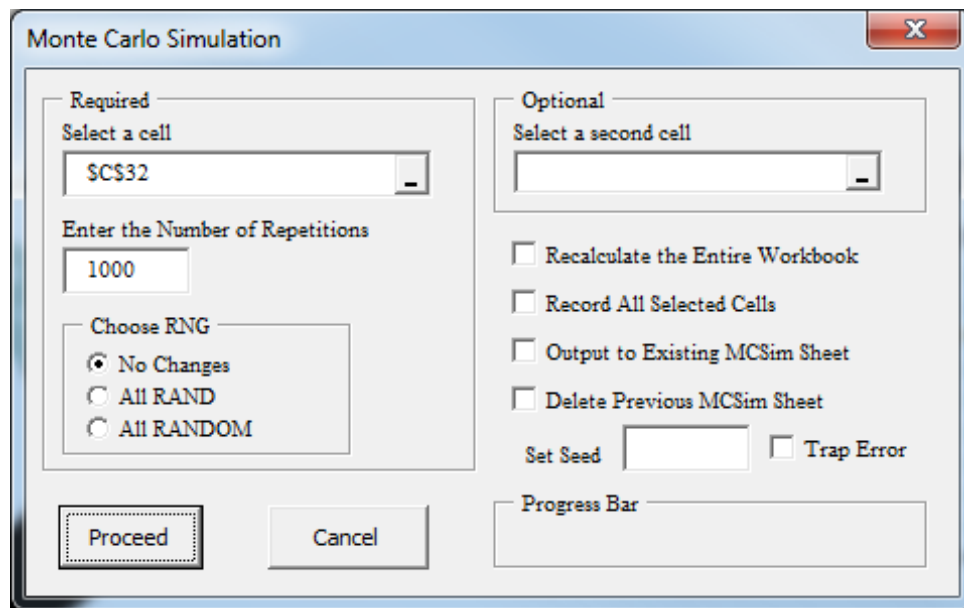 Monte Carlo Simulation
Required
Select a cell
$C$32
Enter the Number of Repetitions
1000
Choose RNG
No Changes
All RAND
All RANDOM
Optional
Select a second cell
Recalculate the Entire Workbook
Record All Selected Cells
Output to Existing MCSim Sheet
Delete Previous MCSim Sheet
Set Seed
Trap Error
Progress Bar
Proceed
Cancel